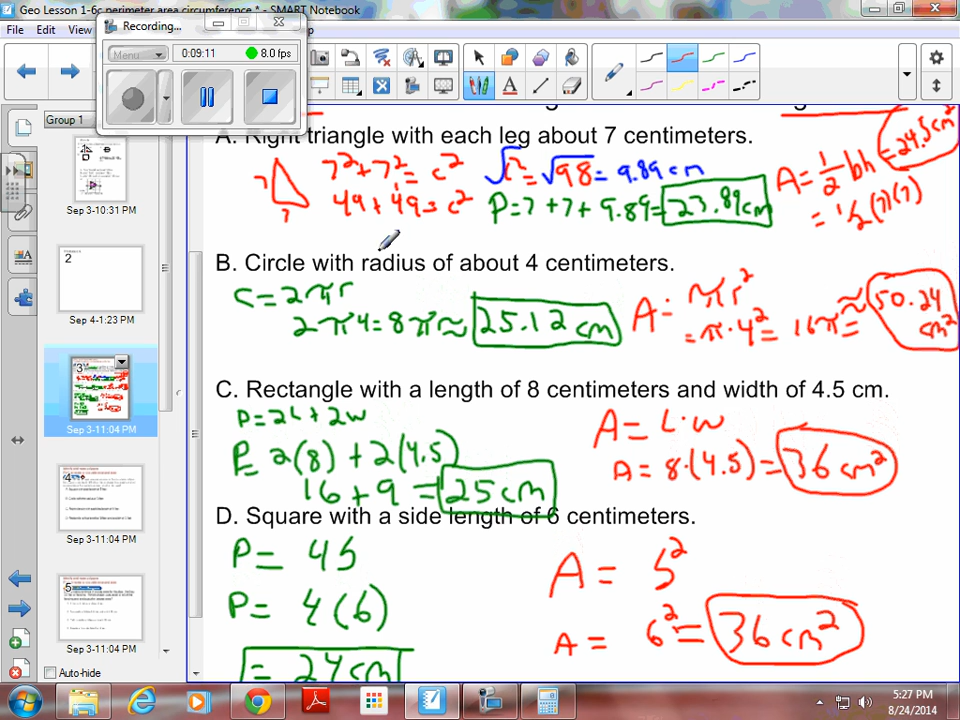 Geo Lesson 1-6c perimeter area circumference * - SMART Notebook
File Edit View
Recording...
Menu 0:09:11 8.0 fps
Group 1
Sep 3-10:31 PM
2
Sep 4-1:23 PM
3
Sep 3-11:04 PM
4
Sep 3-11:04 PM
5
Sep 3-11:04 PM
Auto-hide
A. Right triangle with each leg about 7 centimeters.
7 7
7² + 7² = c²
49 + 49 = c²
√c² = √98 = 9.89 cm
P = 7 + 7 + 9.89 = 23.89 cm
A = 1/2 bh = 24.5 cm²
= 1/2 (7)(7)
B. Circle with radius of about 4 centimeters.
C = 2πr
2π4 = 8π ≈ 25.12 cm
A = πr²
= π·4² = 16π = ≈ 50.24 cm²
C. Rectangle with a length of 8 centimeters and width of 4.5 cm.
P = 2L + 2W
P = 2(8) + 2(4.5)
16 + 9 = 25 cm
A = L·W
A = 8·(4.5) = 36 cm²
D. Square with a side length of 6 centimeters.
P = 4S
P = 4(6)
= 24 cm
A = S²
A = 6² = 36 cm²
5:27 PM
8/24/2014